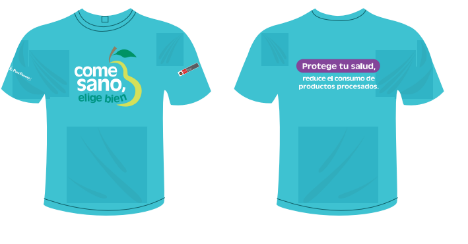 come
sano,
elige bien
Protege tu salud,
reduce el consumo de
productos procesados.